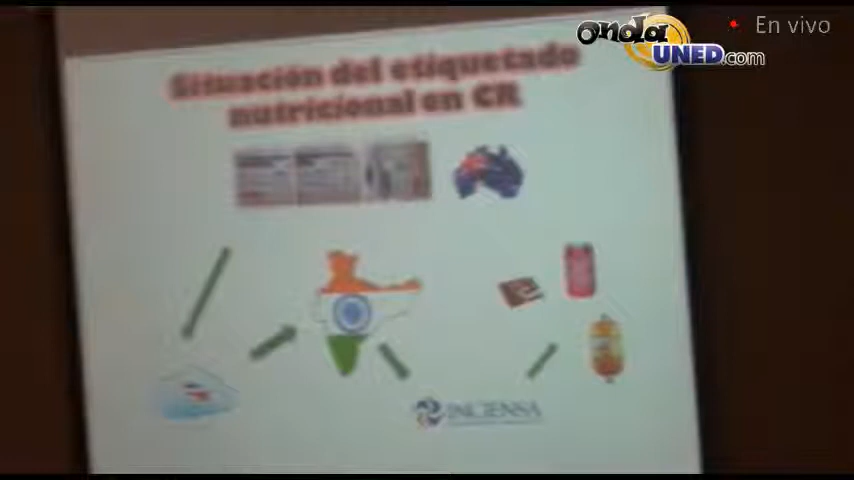 onda
UNED.com
En vivo
Situación del etiquetado
nutricional en CR
INCIENSA